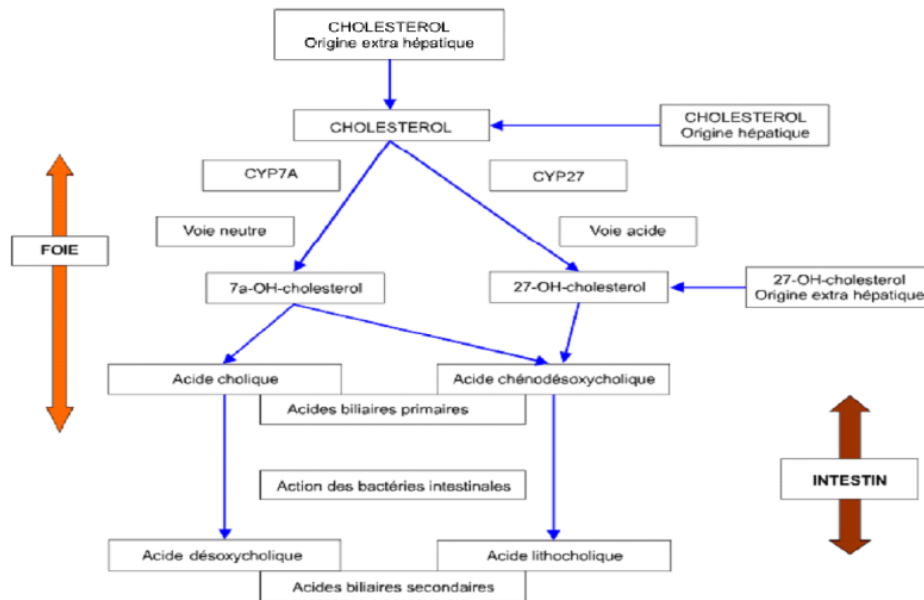 CHOLESTEROL
Origine extra hépatique
CHOLESTEROL
CHOLESTEROL
Origine hépatique
CYP7A
CYP27
Voie neutre
Voie acide
FOIE
7a-OH-cholesterol
27-OH-cholesterol
27-OH-cholesterol
Origine extra hépatique
Acide cholique
Acide chénodésoxycholique
Acides biliaires primaires
Action des bactéries intestinales
INTESTIN
Acide désoxycholique
Acide lithocholique
Acides biliaires secondaires